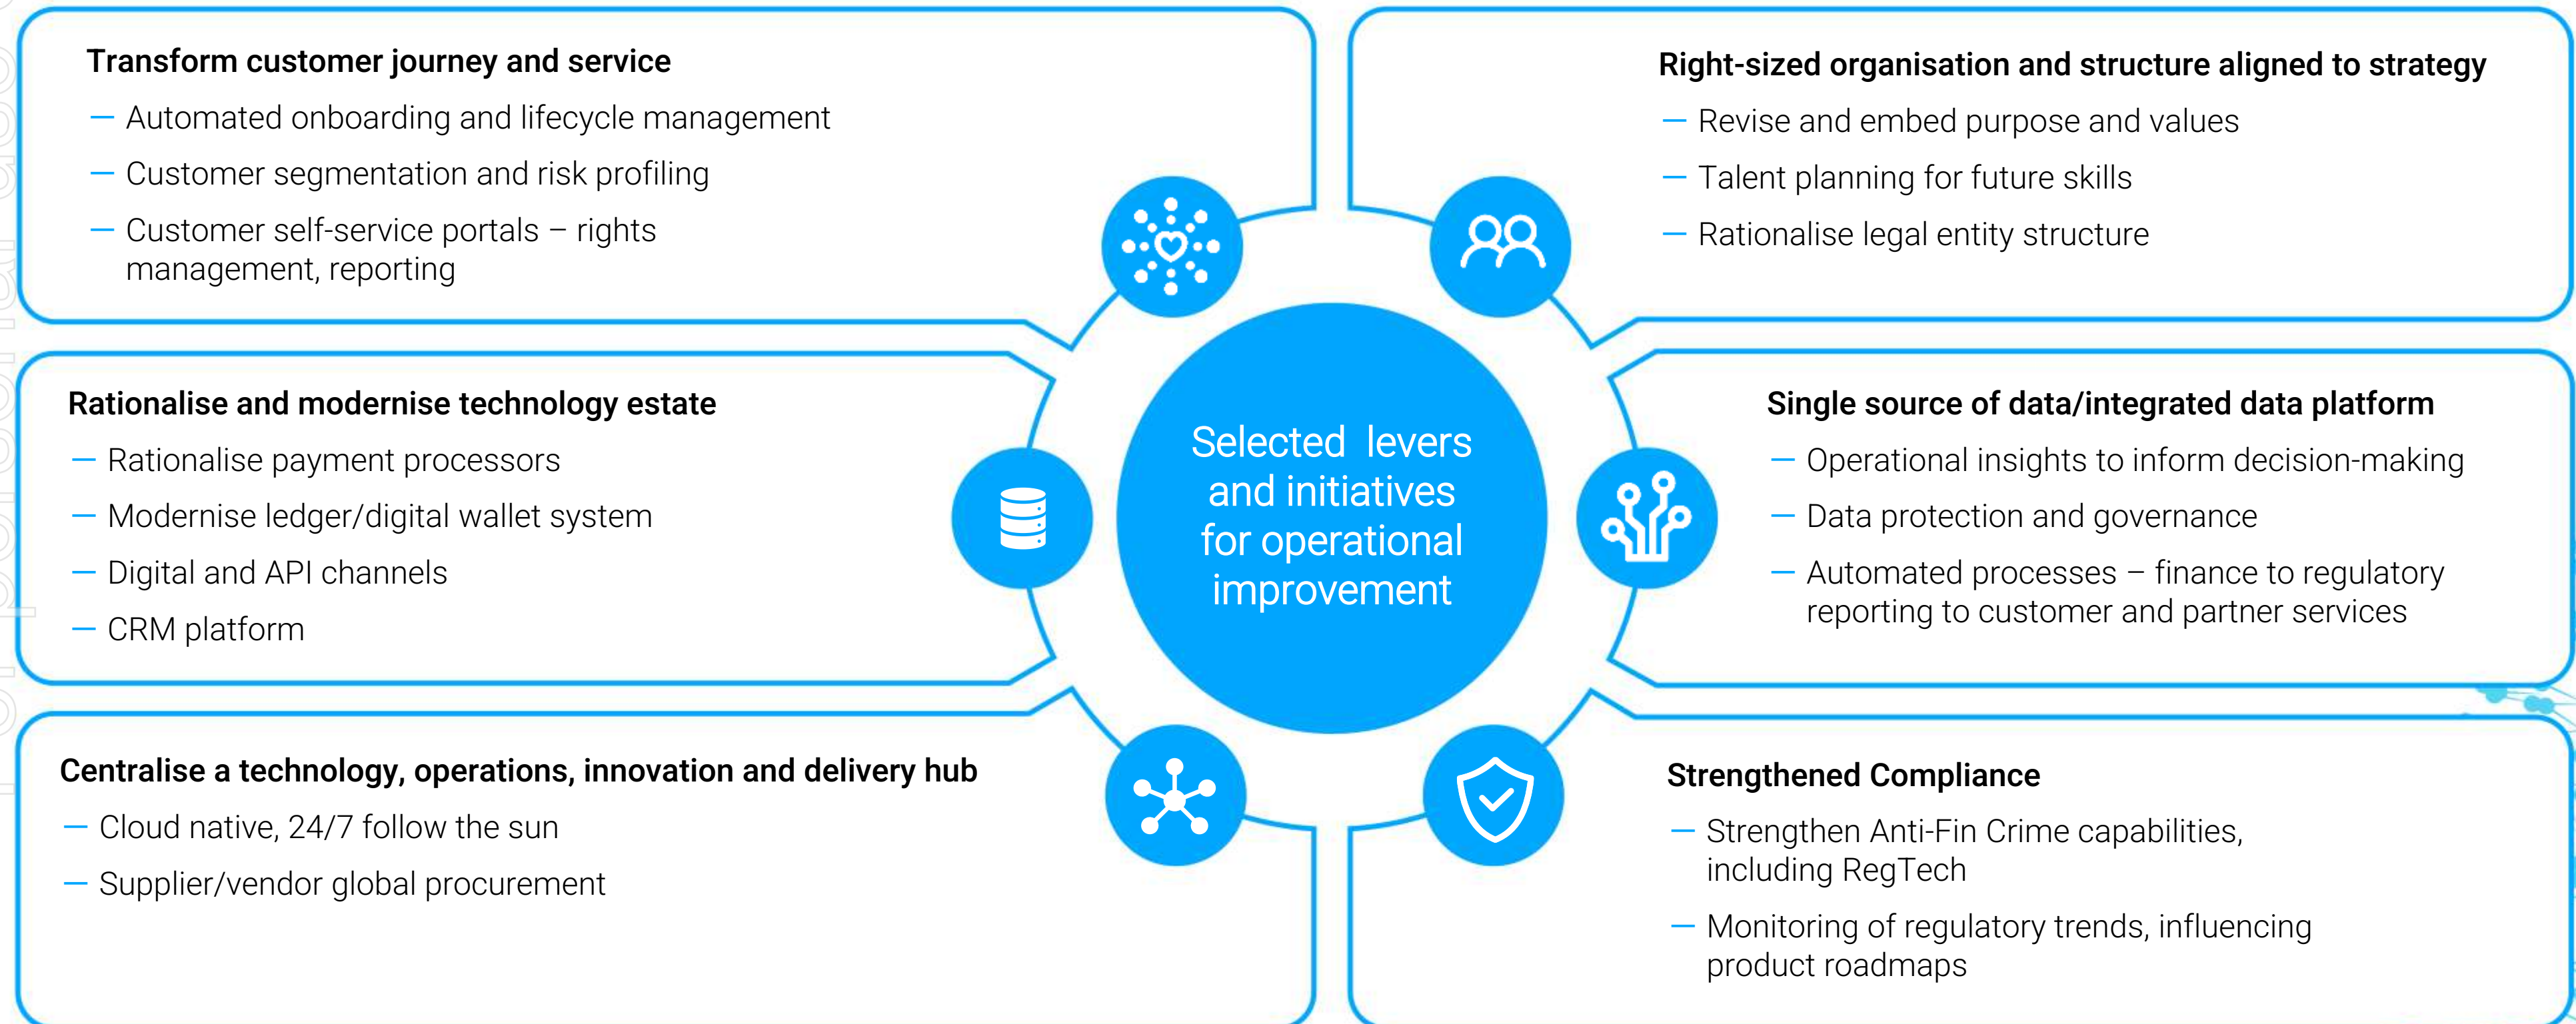 Transform customer journey and service
— Automated onboarding and lifecycle management
— Customer segmentation and risk profiling
— Customer self-service portals – rights
management, reporting
Rationalise and modernise technology estate
— Rationalise payment processors
— Modernise ledger/digital wallet system
— Digital and API channels
— CRM platform
Centralise a technology, operations, innovation and delivery hub
— Cloud native, 24/7 follow the sun
— Supplier/vendor global procurement
Selected levers
and initiatives
for operational
improvement
Right-sized organisation and structure aligned to strategy
— Revise and embed purpose and values
— Talent planning for future skills
— Rationalise legal entity structure
Single source of data/integrated data platform
— Operational insights to inform decision-making
— Data protection and governance
— Automated processes – finance to regulatory
reporting to customer and partner services
Strengthened Compliance
— Strengthen Anti-Fin Crime capabilities,
including RegTech
— Monitoring of regulatory trends, influencing
product roadmaps